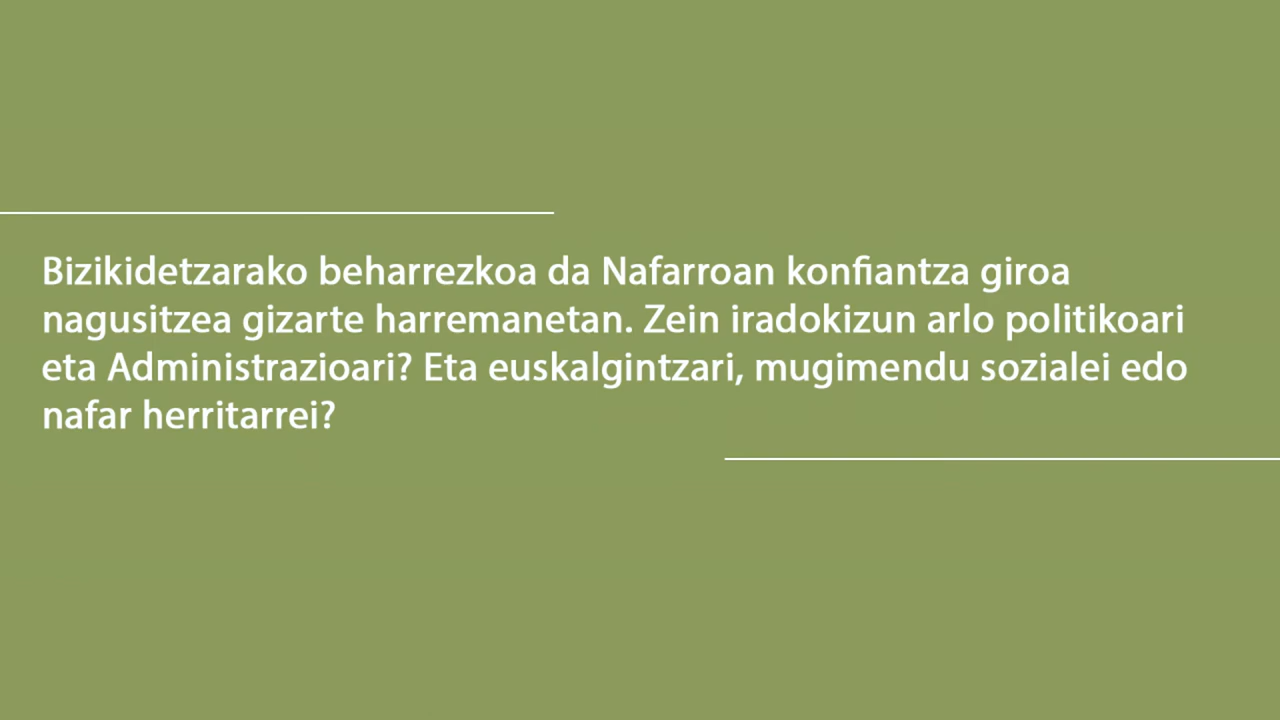 Bizikidetzarako beharrezkoa da Nafarroan konfiantza giroa
nagusitzea gizarte harremanetan. Zein iradokizun arlo politikoari
eta Administrazioari? Eta euskalgintzari, mugimendu sozialei edo
nafar herritarrei?